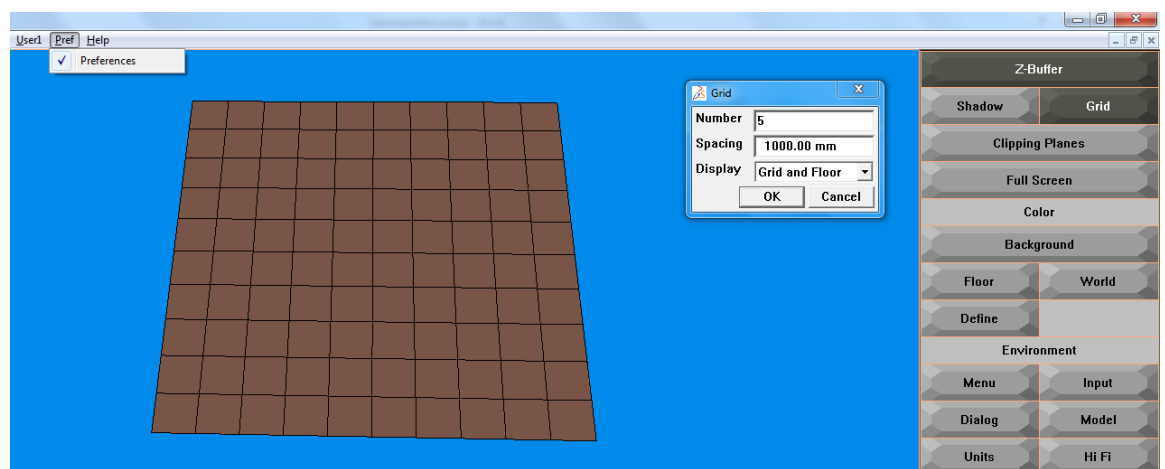 User1 Pref Help
✓ Preferences
Grid
Number 5
Spacing 1000.00 mm
Display Grid and Floor
OK Cancel
Z-Buffer
Shadow Grid
Clipping Planes
Full Screen
Color
Background
Floor World
Define
Environment
Menu Input
Dialog Model
Units Hi Fi